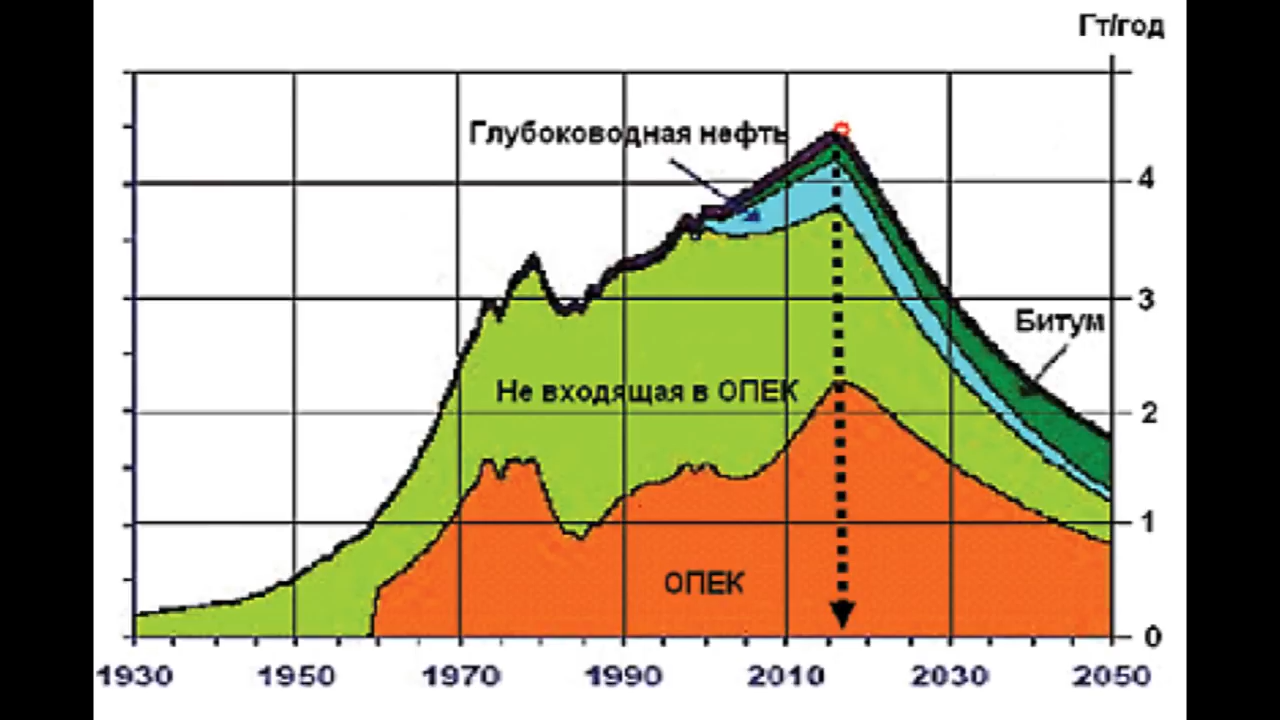 Гт/год
Глубоководная нефть
4
3
Битум
Не входящая в ОПЕК
2
1
ОПЕК
0
1930 1950 1970 1990 2010 2030 2050